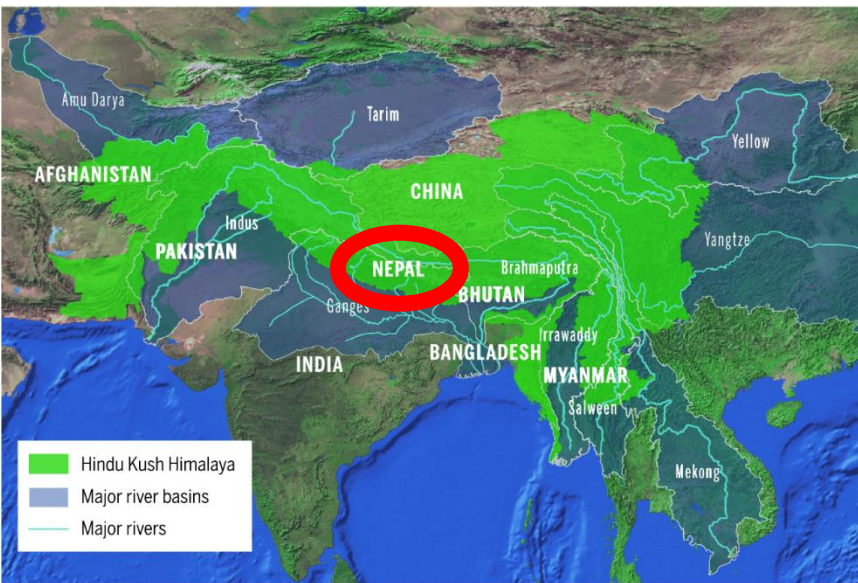 Amu Darya
Tarim
Yellow
AFGHANISTAN
CHINA
Indus
PAKISTAN
Yangtze
NEPAL
Brahmaputra
BHUTAN
Ganges
Irrawaddy
BANGLADESH
INDIA
MYANMAR
Salween
Mekong
Hindu Kush Himalaya
Major river basins
Major rivers